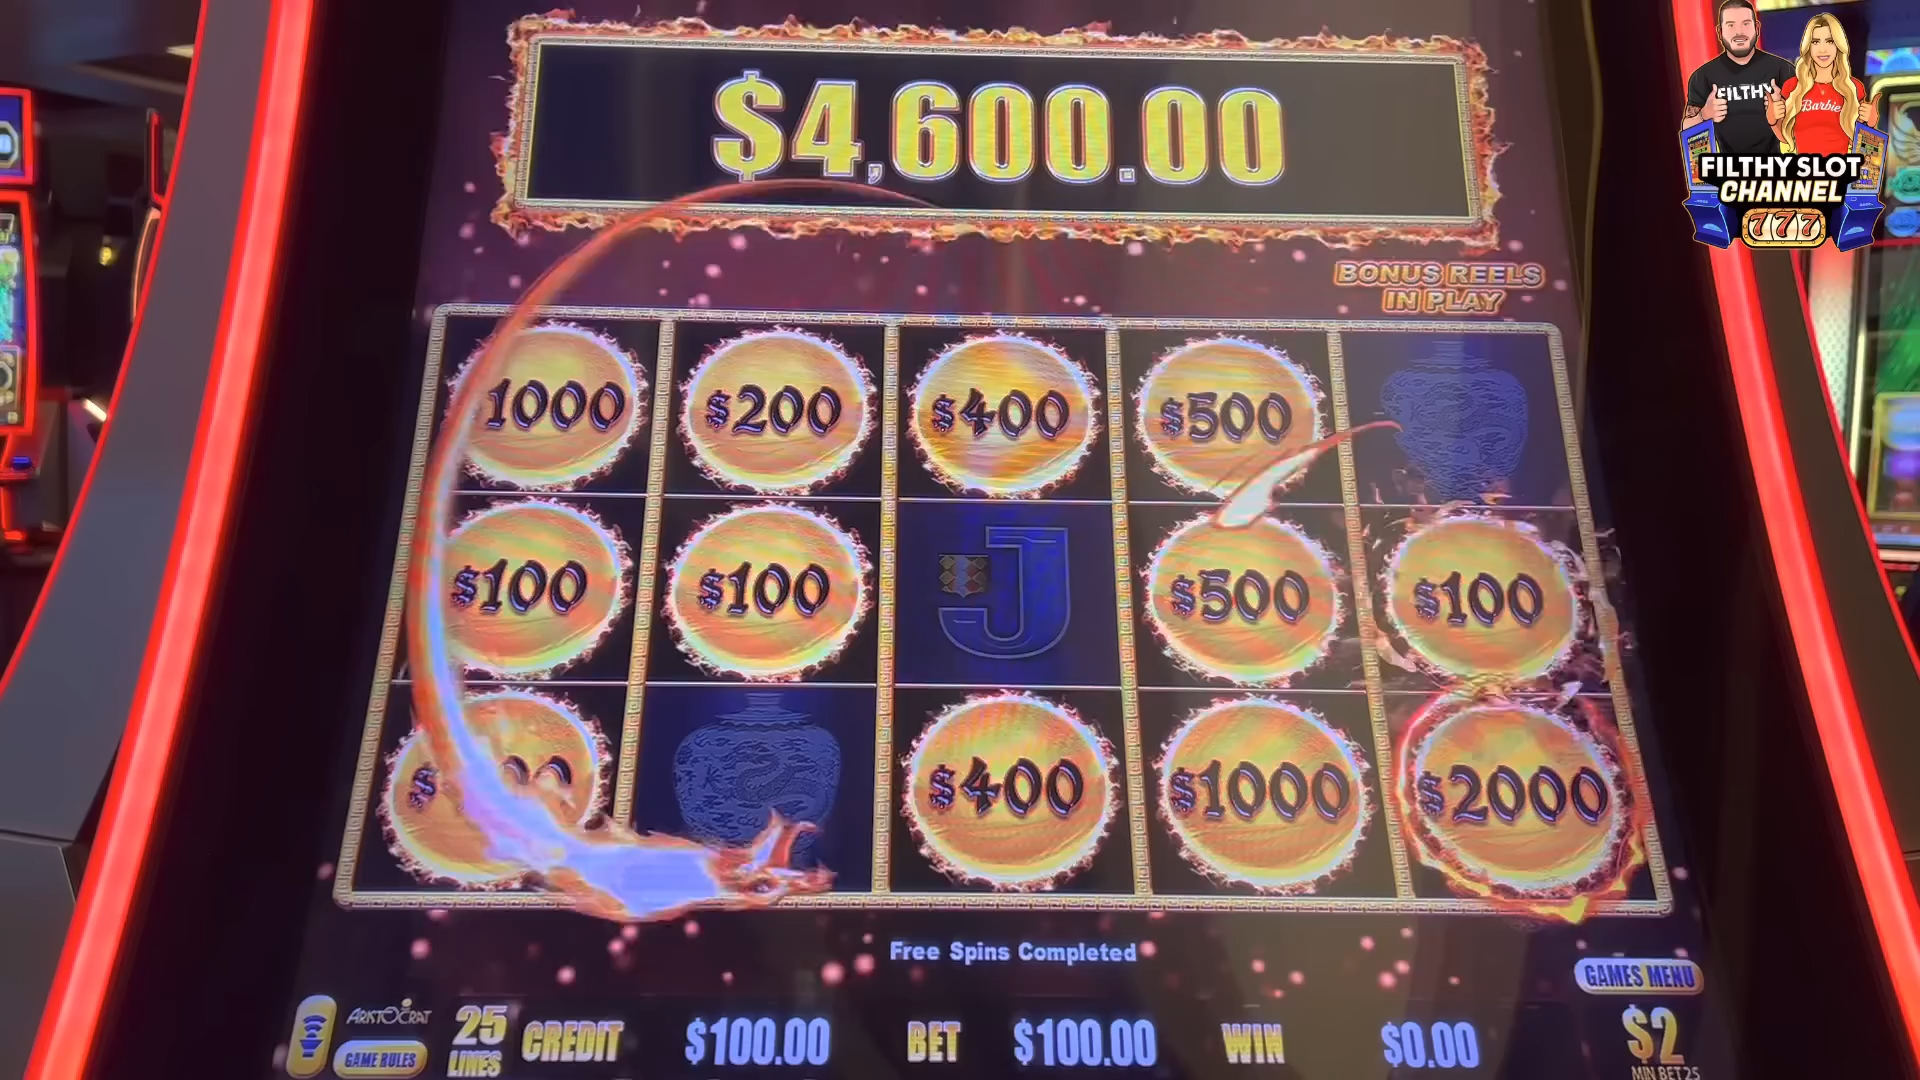 $4,600.00
FILTHY
Barbie
FILTHY SLOT
CHANNEL
777
BONUS REELS
IN PLAY
1000 $200 $400 $500
$100 $100 J $500 $100
$400 $1000 $2000
Free Spins Completed
GAMES MENU
ARISTOCRAT
GAME RULES
25
LINES
CREDIT $100.00 BET $100.00 WIN $0.00
$2
MIN BET 25